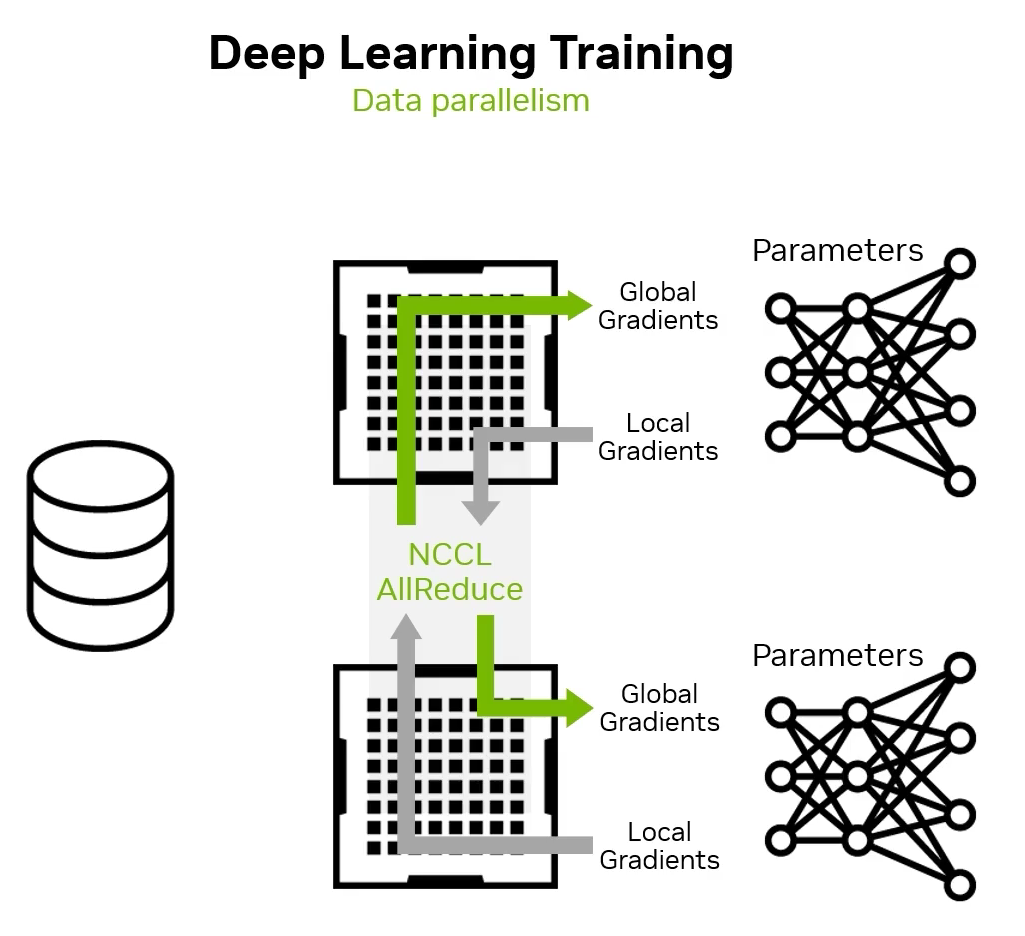 Deep Learning Training
Data parallelism
Parameters
Global
Gradients
Local
Gradients
NCCL
AllReduce
Parameters
Global
Gradients
Local
Gradients